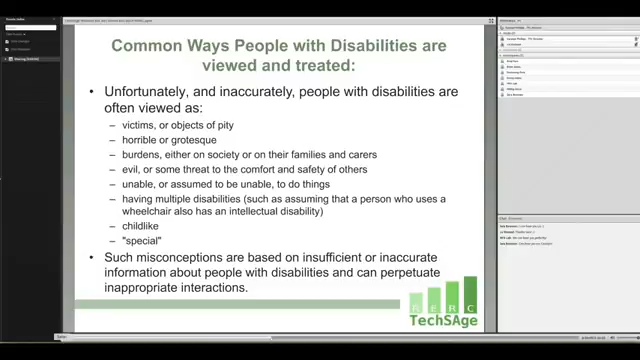 Common Ways People with Disabilities are
viewed and treated:
• Unfortunately, and inaccurately, people with disabilities are
often viewed as:
– victims, or objects of pity
– horrible or grotesque
– burdens, either on society or on their families and carers
– evil, or some threat to the comfort and safety of others
– unable, or assumed to be unable, to do things
– having multiple disabilities (such as assuming that a person who uses a
wheelchair also has an intellectual disability)
– childlike
– "special"
• Such misconceptions are based on insufficient or inaccurate
information about people with disabilities and can perpetuate
inappropriate interactions.
RERC
TechSAge